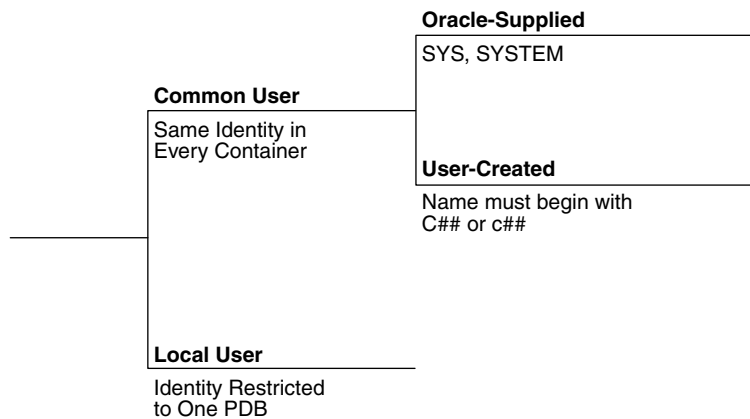 Oracle-Supplied
SYS, SYSTEM
Common User
Same Identity in
Every Container
User-Created
Name must begin with
C## or c##
Local User
Identity Restricted
to One PDB